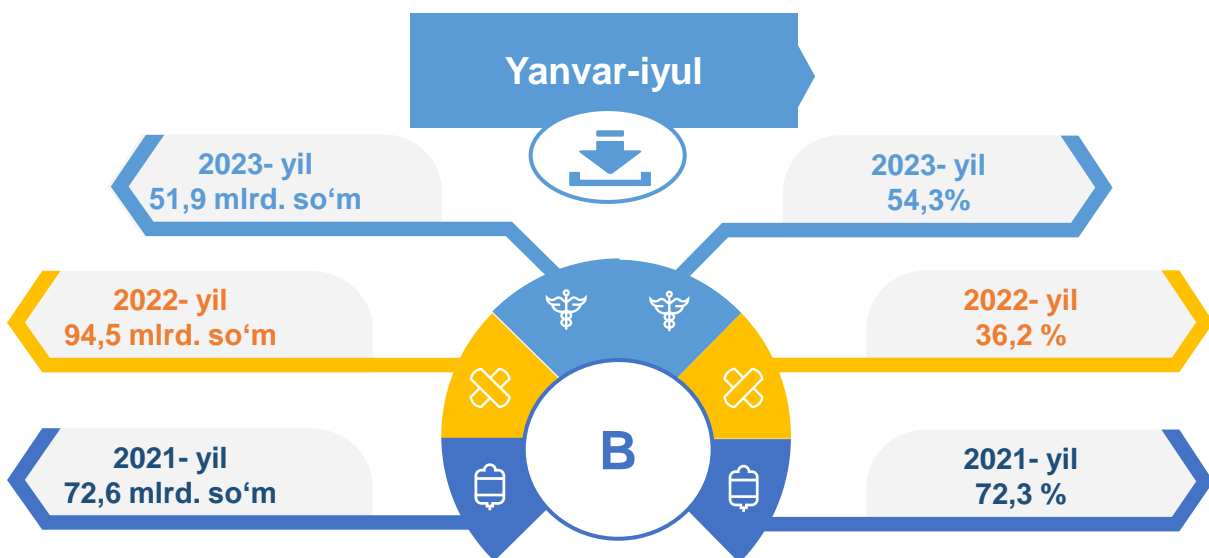 Yanvar-iyul
2023- yil
51,9 mlrd. so‘m
2023- yil
54,3%
2022- yil
94,5 mlrd. so‘m
2022- yil
36,2 %
B
2021- yil
72,6 mlrd. so‘m
2021- yil
72,3 %